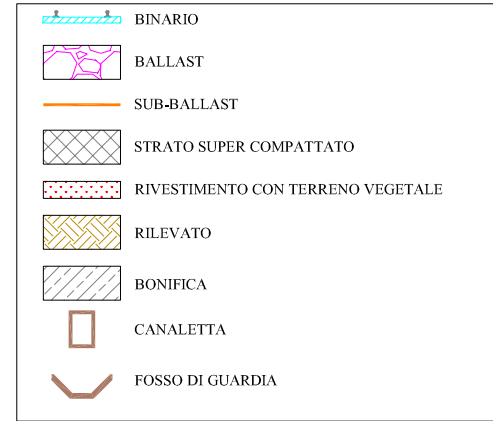 BINARIO
BALLAST
SUB-BALLAST
STRATO SUPER COMPATTATO
RIVESTIMENTO CON TERRENO VEGETALE
RILEVATO
BONIFICA
CANALETTA
FOSSO DI GUARDIA